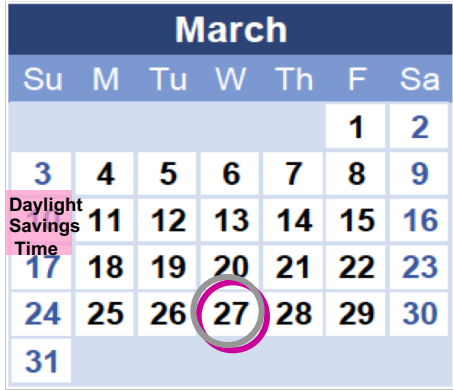 March
Su M Tu W Th F Sa
1 2
3 4 5 6 7 8 9
Daylight
Savings
Time
11 12 13 14 15 16
17 18 19 20 21 22 23
24 25 26 27 28 29 30
31